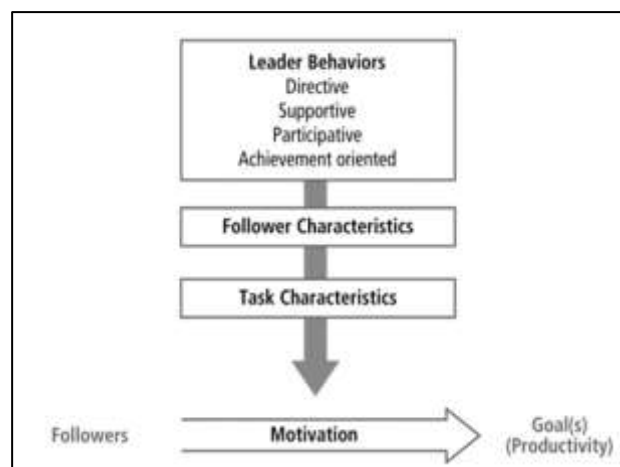 Leader Behaviors
Directive
Supportive
Participative
Achievement oriented
Follower Characteristics
Task Characteristics
Followers
Motivation
Goal(s)
(Productivity)